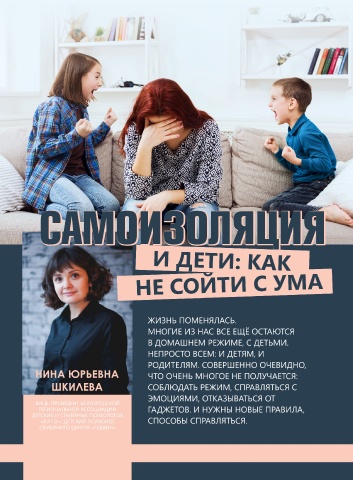 САМОИЗОЛЯЦИЯ
И ДЕТИ: КАК
НЕ СОЙТИ С УМА
ЖИЗНЬ ПОМЕНЯЛАСЬ.
МНОГИЕ ИЗ НАС ВСЕ ЕЩЁ ОСТАЮТСЯ
В ДОМАШНЕМ РЕЖИМЕ, С ДЕТЬМИ.
НЕПРОСТО ВСЕМ: И ДЕТЯМ, И
РОДИТЕЛЯМ. СОВЕРШЕННО ОЧЕВИДНО,
ЧТО ОЧЕНЬ МНОГОЕ НЕ ПОЛУЧАЕТСЯ:
СОБЛЮДАТЬ РЕЖИМ, СПРАВЛЯТЬСЯ С
ЭМОЦИЯМИ, ОТКАЗЫВАТЬСЯ ОТ
ГАДЖЕТОВ. И НУЖНЫ НОВЫЕ ПРАВИЛА,
СПОСОБЫ СПРАВЛЯТЬСЯ.
НИНА ЮРЬЕВНА
ШКИЛЕВА